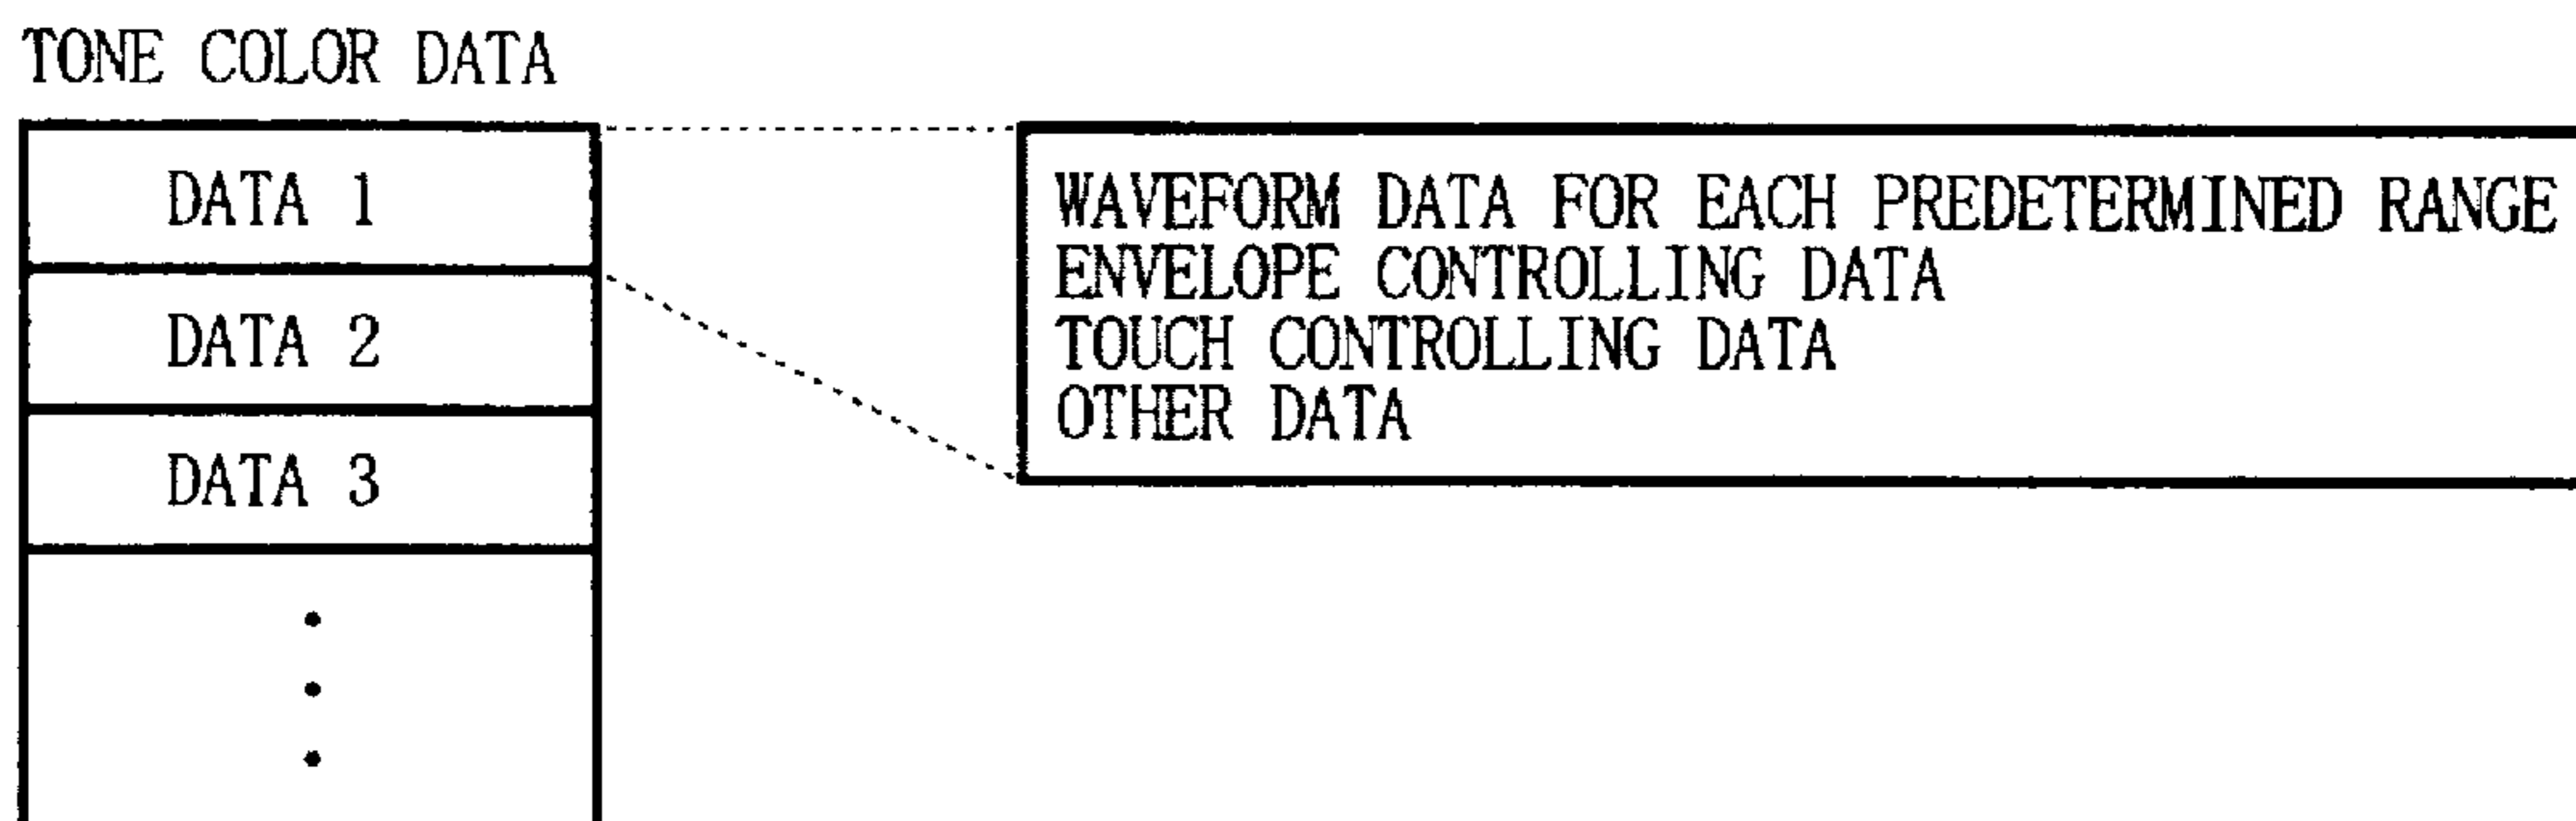 TONE COLOR DATA
DATA 1
DATA 2
DATA 3
WAVEFORM DATA FOR EACH PREDETERMINED RANGE
ENVELOPE CONTROLLING DATA
TOUCH CONTROLLING DATA
OTHER DATA